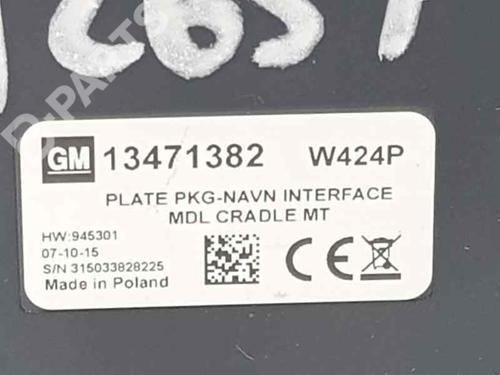 GM 13471382 W424P
PLATE PKG-NAVN INTERFACE
MDL CRADLE MT
HW:945301
07-10-15
S/N 315033828225
Made in Poland
CE
D-PARTS